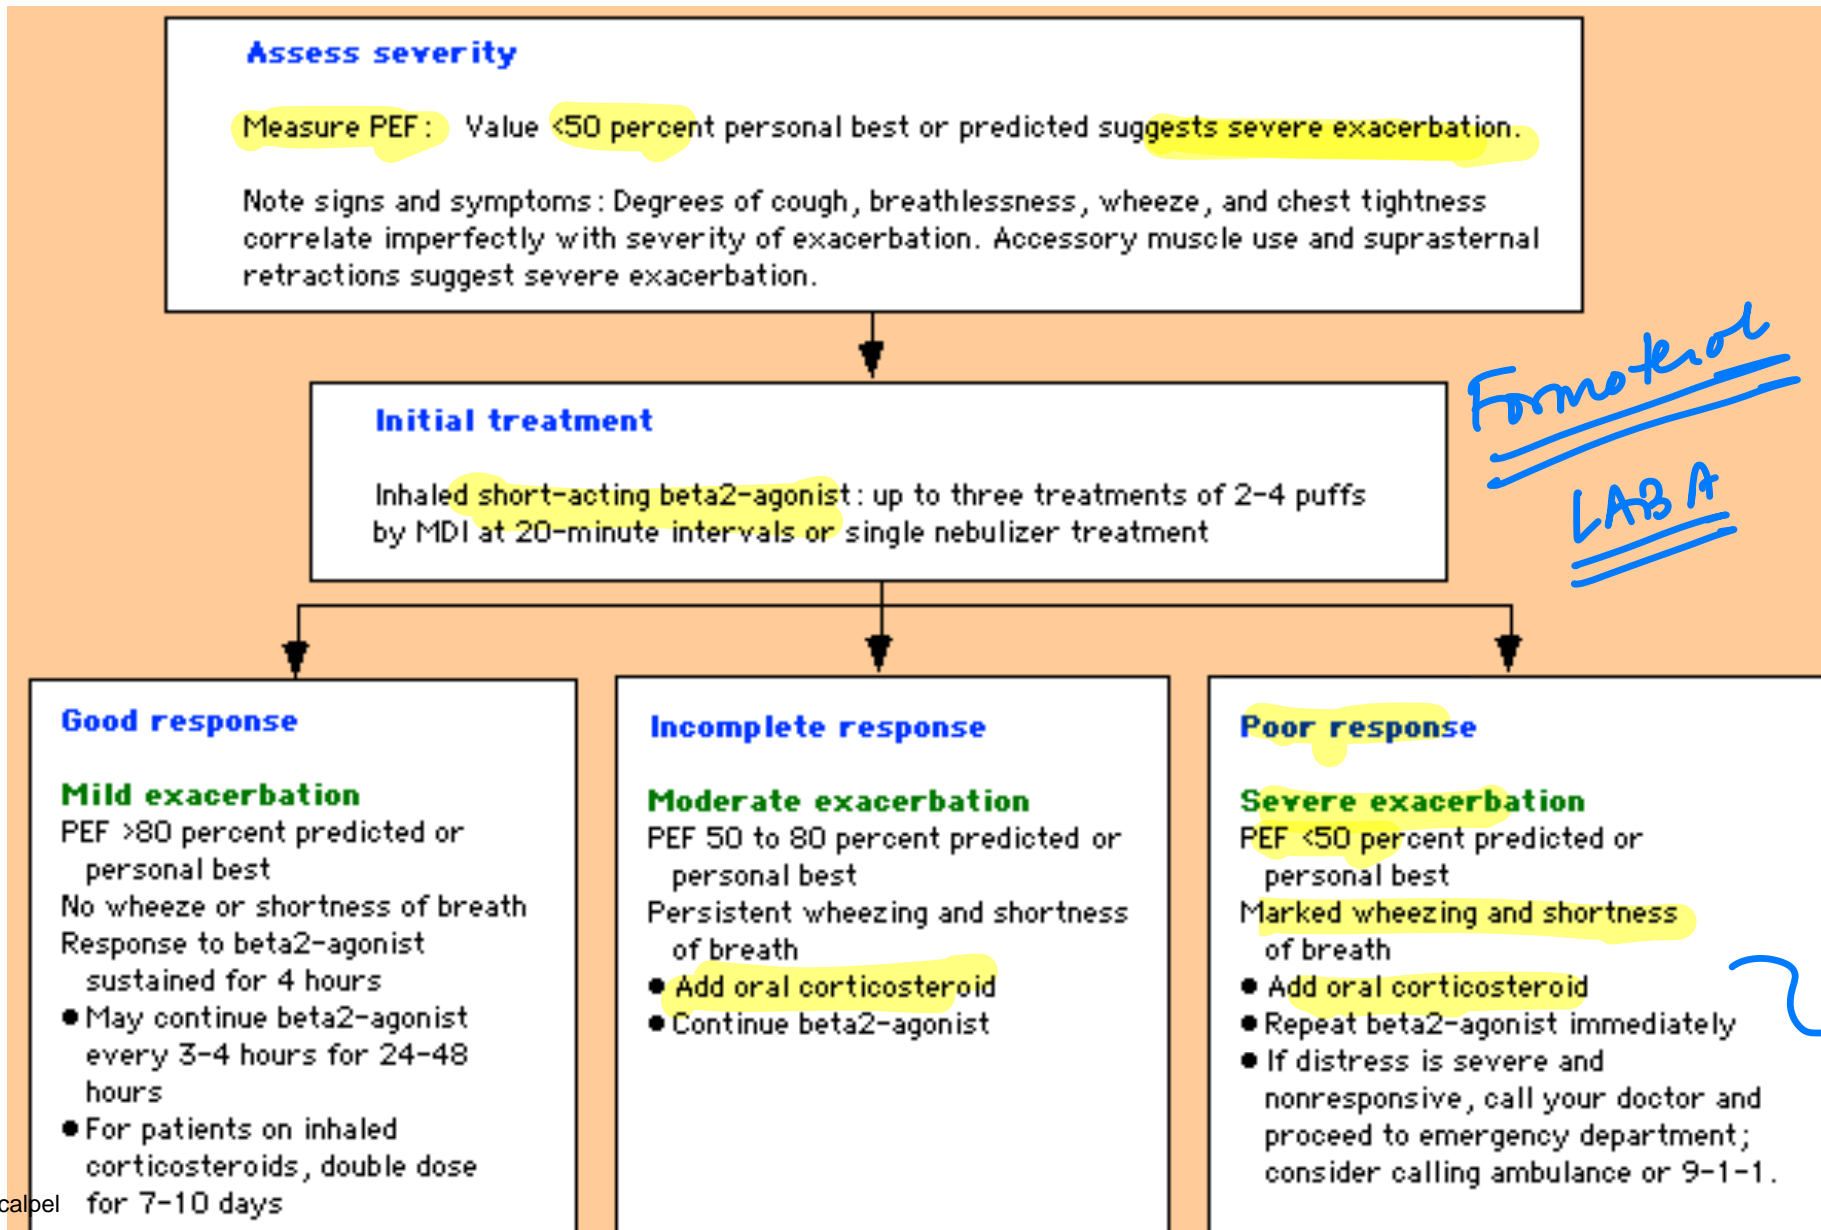 Assess severity
Measure PEF: Value <50 percent personal best or predicted suggests severe exacerbation.
Note signs and symptoms: Degrees of cough, breathlessness, wheeze, and chest tightness
correlate imperfectly with severity of exacerbation. Accessory muscle use and suprasternal
retractions suggest severe exacerbation.
Formoterol
LABA
Initial treatment
Inhaled short-acting beta2-agonist: up to three treatments of 2-4 puffs
by MDI at 20-minute intervals or single nebulizer treatment
Good response
Mild exacerbation
PEF >80 percent predicted or
personal best
No wheeze or shortness of breath
Response to beta2-agonist
sustained for 4 hours
● May continue beta2-agonist
every 3-4 hours for 24-48
hours
● For patients on inhaled
corticosteroids, double dose
for 7-10 days
Incomplete response
Moderate exacerbation
PEF 50 to 80 percent predicted or
personal best
Persistent wheezing and shortness
of breath
● Add oral corticosteroid
● Continue beta2-agonist
Poor response
Severe exacerbation
PEF <50 percent predicted or
personal best
Marked wheezing and shortness
of breath
● Add oral corticosteroid
● Repeat beta2-agonist immediately
● If distress is severe and
nonresponsive, call your doctor and
proceed to emergency department;
consider calling ambulance or 9-1-1.
calpel